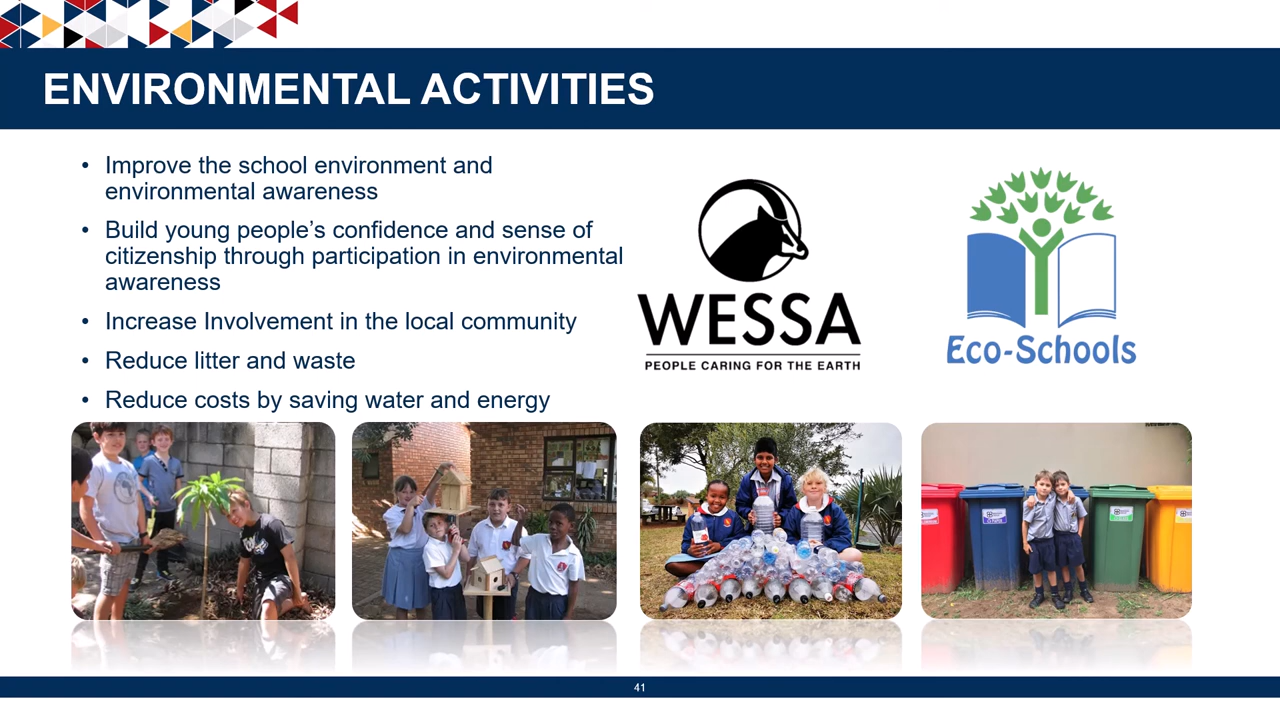 ENVIRONMENTAL ACTIVITIES
• Improve the school environment and
environmental awareness
• Build young people’s confidence and sense of
citizenship through participation in environmental
awareness
• Increase Involvement in the local community
• Reduce litter and waste
• Reduce costs by saving water and energy
WESSA
PEOPLE CARING FOR THE EARTH
Eco-Schools
41